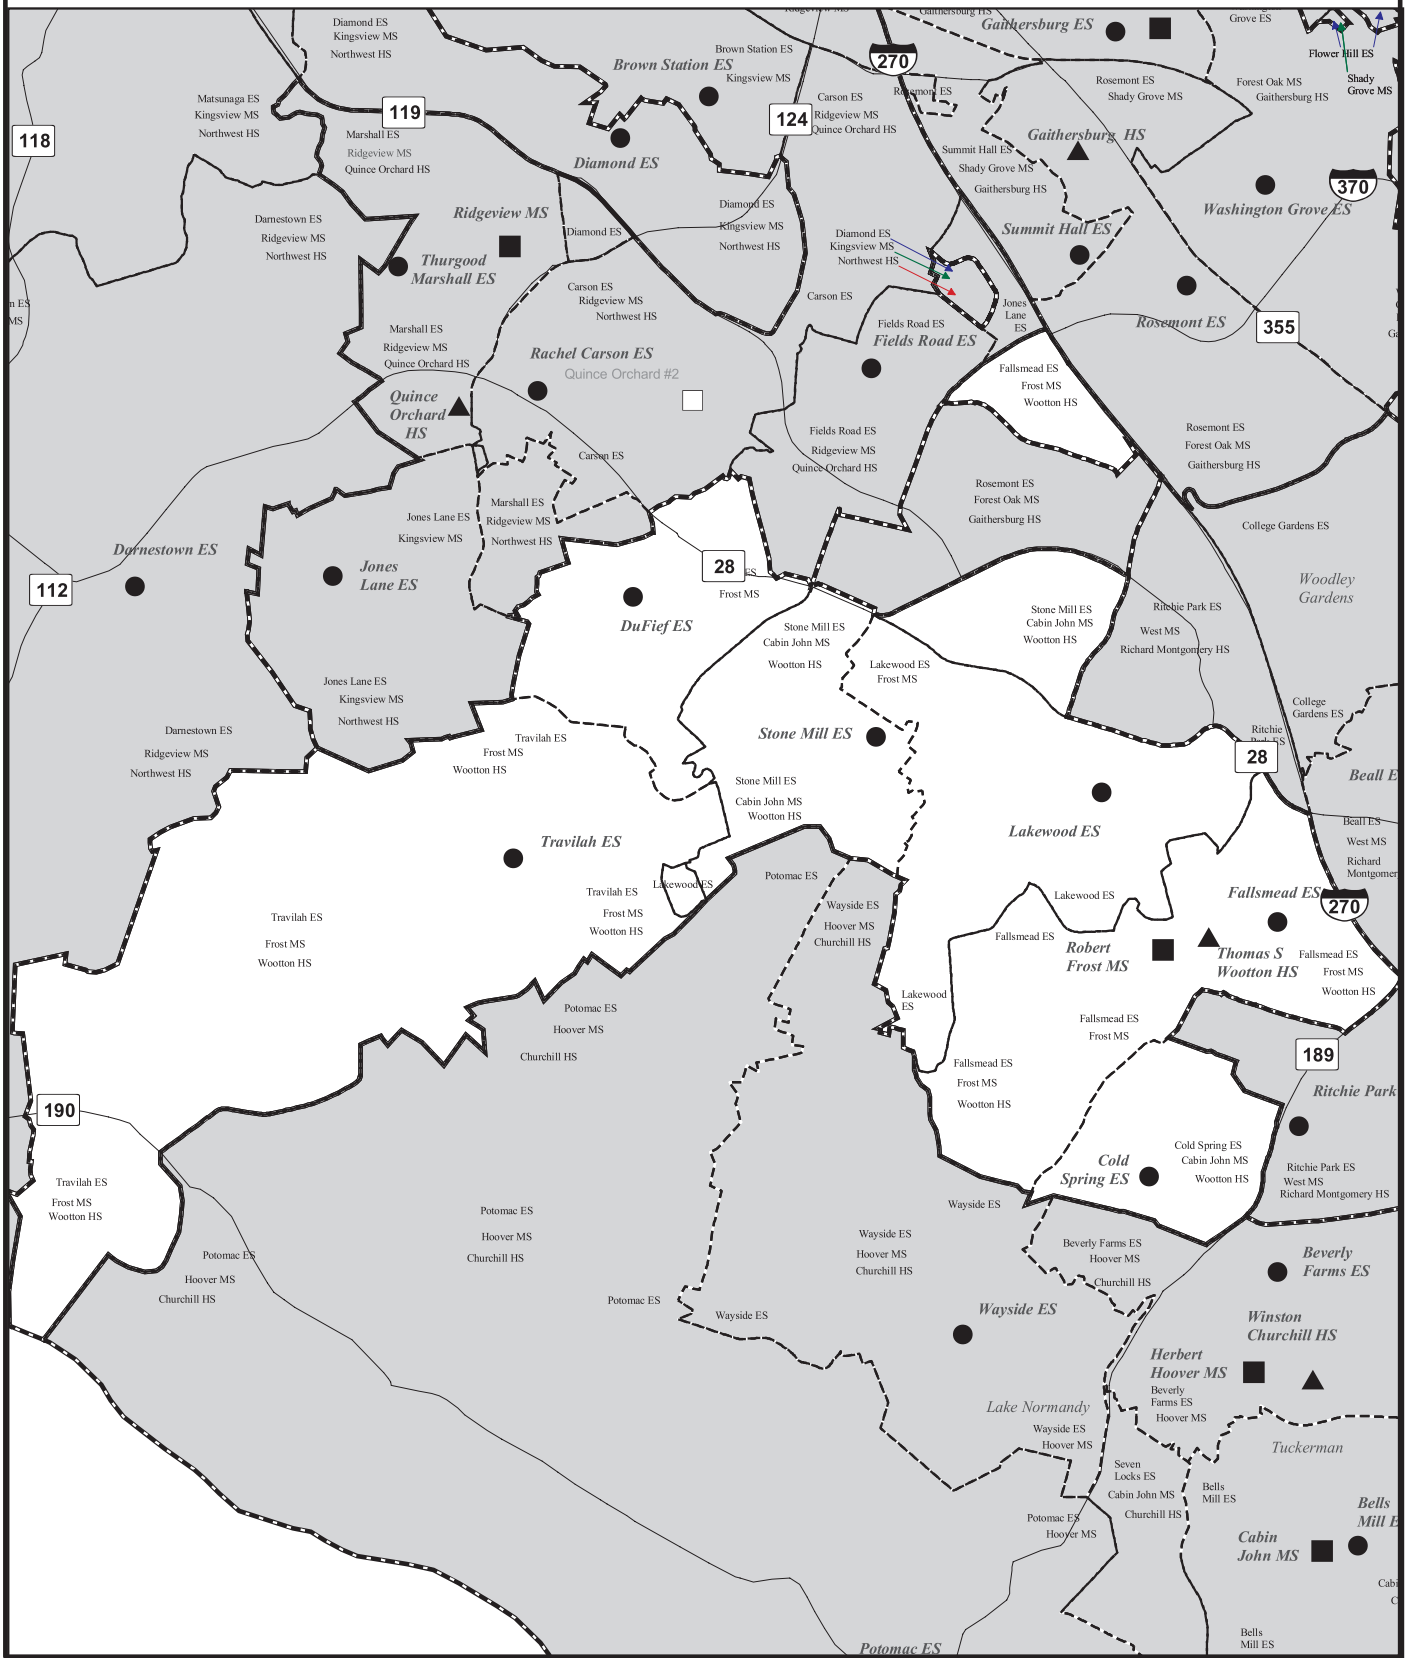 Diamond ES
Kingsview MS
Northwest HS
Gaithersburg HS
Gaithersburg ES
Grove ES
Flower Hill ES
Shady
Grove MS
Brown Station ES
Brown Station ES
Kingsview MS
270
Rosemont ES
Rosemont ES
Shady Grove MS
Forest Oak MS
Gaithersburg HS
Matsunaga ES
Kingsview MS
Northwest HS
119
118
124
Carson ES
Ridgeview MS
Quince Orchard HS
Marshall ES
Ridgeview MS
Quince Orchard HS
Diamond ES
Gaithersburg HS
Summit Hall ES
Shady Grove MS
Gaithersburg HS
370
Washington Grove ES
Darnestown ES
Ridgeview MS
Northwest HS
Ridgeview MS
Diamond ES
Diamond ES
Kingsview MS
Northwest HS
Diamond ES
Kingsview MS
Northwest HS
Summit Hall ES
Thurgood
Marshall ES
Carson ES
Ridgeview MS
Northwest HS
Carson ES
Jones
Lane ES
n ES
MS
Rosemont ES
355
Marshall ES
Ridgeview MS
Quince Orchard HS
Rachel Carson ES
Quince Orchard #2
Fields Road ES
Fields Road ES
Fallsmead ES
Frost MS
Wootton HS
Quince
Orchard
HS
Carson ES
Fields Road ES
Ridgeview MS
Quince Orchard HS
Rosemont ES
Forest Oak MS
Gaithersburg HS
Rosemont ES
Forest Oak MS
Gaithersburg HS
College Gardens ES
Jones Lane ES
Kingsview MS
Marshall ES
Ridgeview MS
Northwest HS
Darnestown ES
112
Jones
Lane ES
28
ES
Frost MS
Woodley
Gardens
DuFief ES
Stone Mill ES
Cabin John MS
Wootton HS
Stone Mill ES
Cabin John MS
Wootton HS
Ritchie Park ES
West MS
Richard Montgomery HS
Lakewood ES
Frost MS
Jones Lane ES
Kingsview MS
Northwest HS
College
Gardens ES
Darnestown ES
Ridgeview MS
Northwest HS
Travilah ES
Frost MS
Wootton HS
Stone Mill ES
Ritchie
Park ES
28
Beall E
Stone Mill ES
Cabin John MS
Wootton HS
Lakewood ES
Beall ES
West MS
Richard
Montgomer
Travilah ES
Travilah ES
Frost MS
Wootton HS
Lakewood ES
Potomac ES
Lakewood ES
Fallsmead ES
270
Travilah ES
Frost MS
Wootton HS
Wayside ES
Hoover MS
Churchill HS
Fallsmead ES
Robert
Frost MS
Thomas S
Wootton HS
Fallsmead ES
Frost MS
Wootton HS
Lakewood
ES
Potomac ES
Hoover MS
Churchill HS
Fallsmead ES
Frost MS
Fallsmead ES
Frost MS
Wootton HS
189
Ritchie Park
190
Travilah ES
Frost MS
Wootton HS
Cold
Spring ES
Cold Spring ES
Cabin John MS
Wootton HS
Ritchie Park ES
West MS
Richard Montgomery HS
Wayside ES
Potomac ES
Hoover MS
Churchill HS
Potomac ES
Hoover MS
Churchill HS
Wayside ES
Hoover MS
Churchill HS
Beverly Farms ES
Hoover MS
Churchill HS
Beverly
Farms ES
Potomac ES
Wayside ES
Wayside ES
Winston
Churchill HS
Herbert
Hoover MS
Beverly
Farms ES
Hoover MS
Lake Normandy
Wayside ES
Hoover MS
Tuckerman
Seven
Locks ES
Cabin John MS
Churchill HS
Bells
Mill ES
Potomac ES
Hoover MS
Bells
Mill E
Cabin
John MS
Cabi
C
Bells
Mill ES
Potomac ES